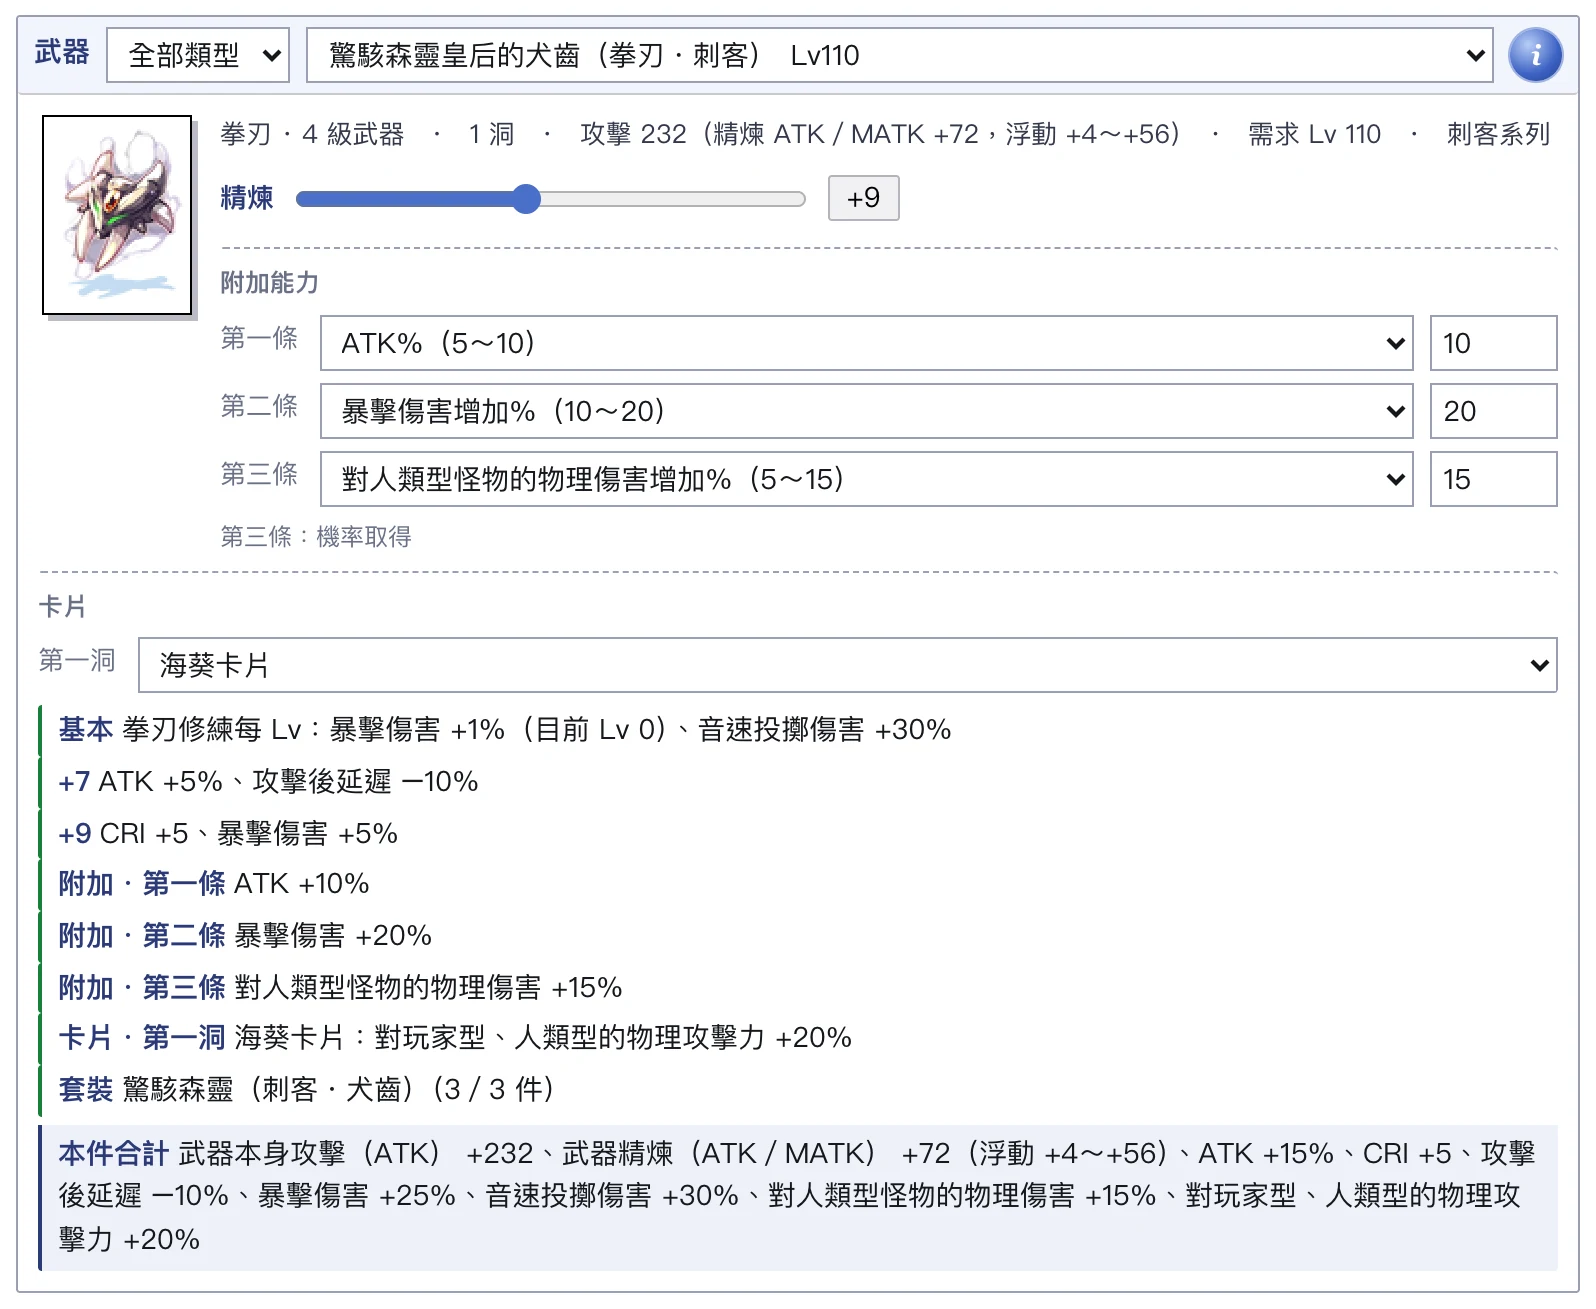 武器 全部類型 驚駭森靈皇后的犬齒（拳刃．刺客） Lv110 i
拳刃．4 級武器 ． 1 洞 ． 攻擊 232（精煉 ATK / MATK +72，浮動 +4～+56） ． 需求 Lv 110 ． 刺客系列
精煉 +9
附加能力
第一條 ATK%（5～10） 10
第二條 暴擊傷害增加%（10～20） 20
第三條 對人類型怪物的物理傷害增加%（5～15） 15
第三條：機率取得
卡片
第一洞 海葵卡片
基本 拳刃修練每 Lv：暴擊傷害 +1%（目前 Lv 0）、音速投擲傷害 +30%
+7 ATK +5%、攻擊後延遲 −10%
+9 CRI +5、暴擊傷害 +5%
附加．第一條 ATK +10%
附加．第二條 暴擊傷害 +20%
附加．第三條 對人類型怪物的物理傷害 +15%
卡片．第一洞 海葵卡片：對玩家型、人類型的物理攻擊力 +20%
套裝 驚駭森靈（刺客．犬齒）（3 / 3 件）
本件合計 武器本身攻擊（ATK） +232、武器精煉（ATK / MATK） +72（浮動 +4～+56）、ATK +15%、CRI +5、攻擊
後延遲 −10%、暴擊傷害 +25%、音速投擲傷害 +30%、對人類型怪物的物理傷害 +15%、對玩家型、人類型的物理攻
擊力 +20%